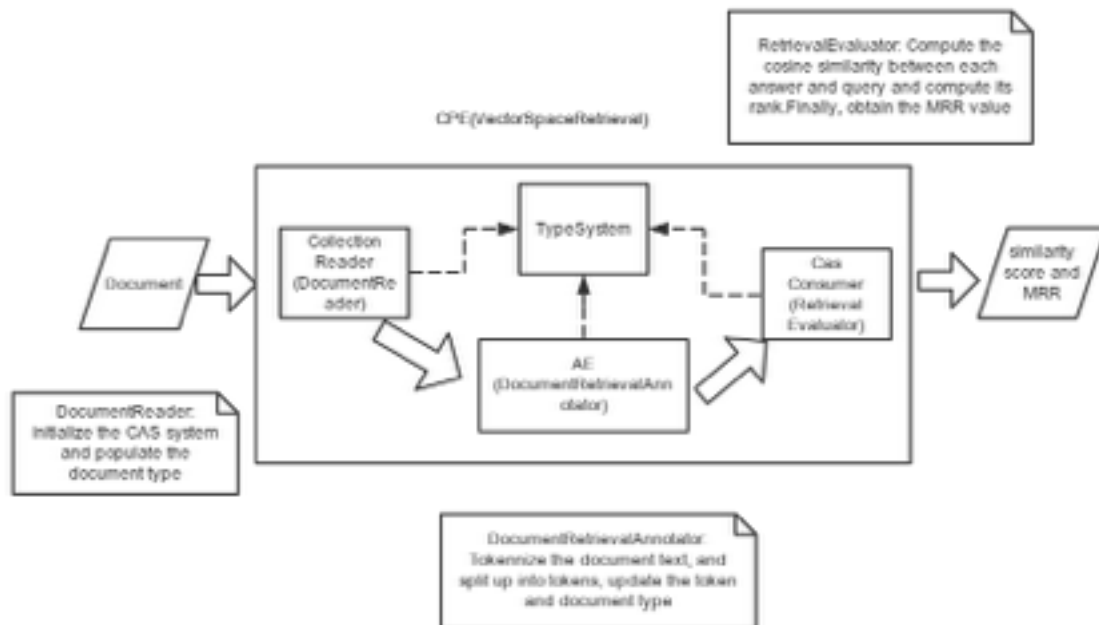 RetrievalEvaluator: Compute the
cosine similarity between each
answer and query and compute its
rank.Finally, obtain the MRR value
CPE(VectorSpaceRetrieval)
Document
Collection
Reader
(DocumentRe
ader)
TypeSystem
Cas
Consumer
(Retrieval
Evaluator)
similarity
score and
MRR
AE
(DocumentRetrievalAnn
otator)
DocumentReader:
Initialize the CAS system
and populate the
document type
DocumentRetrievalAnnotator:
Tokennize the document text, and
split up into tokens, update the token
and document type